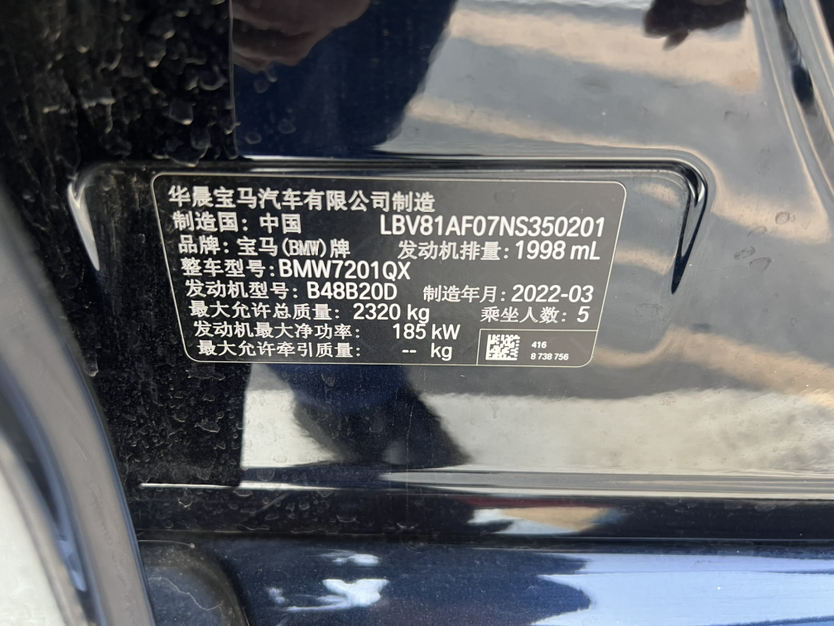 华晨宝马汽车有限公司制造
制造国：中国 LBV81AF07NS350201
品牌：宝马(BMW)牌 发动机排量：1998 mL
整车型号：BMW7201QX
发动机型号：B48B20D 制造年月：2022-03
最大允许总质量：2320 kg 乘坐人数：5
发动机最大净功率：185 kW
最大允许牵引质量：-- kg
416
8 738 756